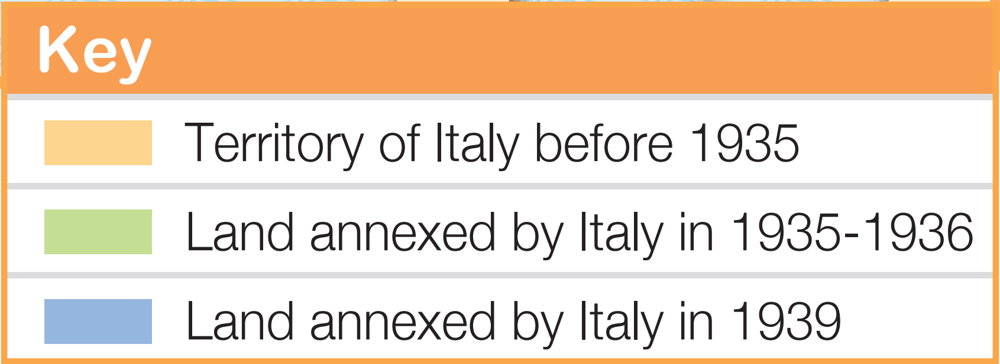 Key
Territory of Italy before 1935
Land annexed by Italy in 1935-1936
Land annexed by Italy in 1939